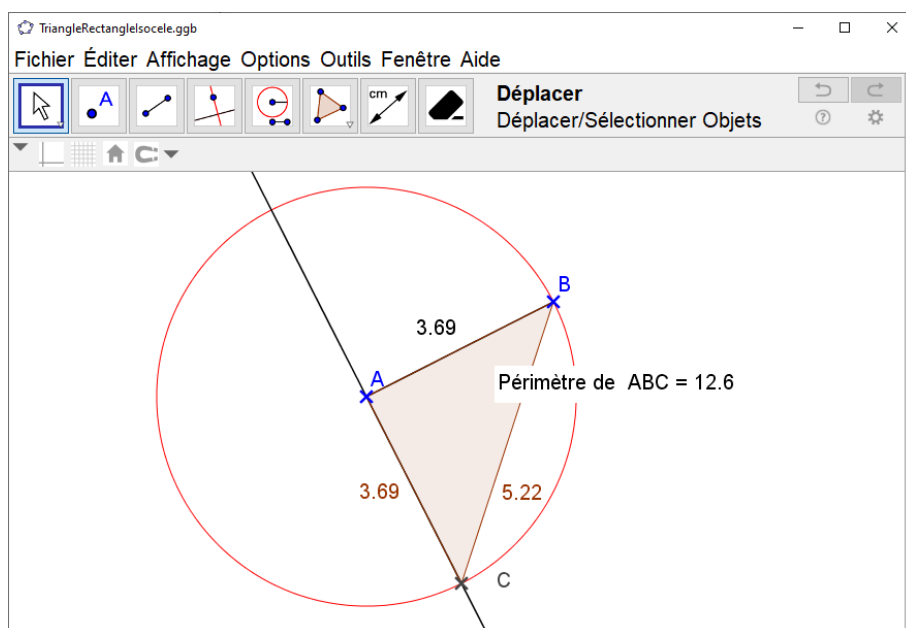 TriangleRectangleIsocele.ggb
Fichier Éditer Affichage Options Outils Fenêtre Aide
A
cm
Déplacer
Déplacer/Sélectionner Objets
B
3.69
A
Périmètre de ABC = 12.6
3.69
5.22
C